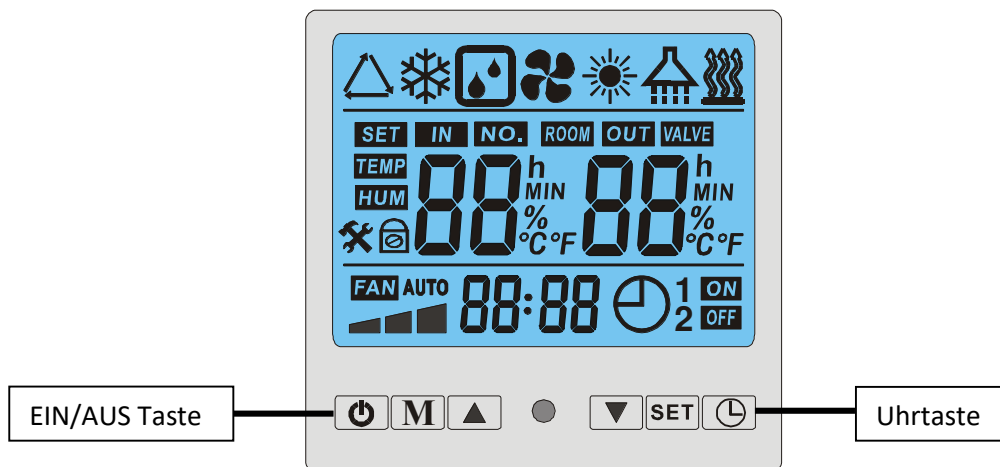 SET IN NO. ROOM OUT VALVE
TEMP 88 h MIN % °C °F 88 h MIN % °C °F
HUM
FAN AUTO 88:88 1 ON
2 OFF
EIN/AUS Taste M SET Uhrtaste